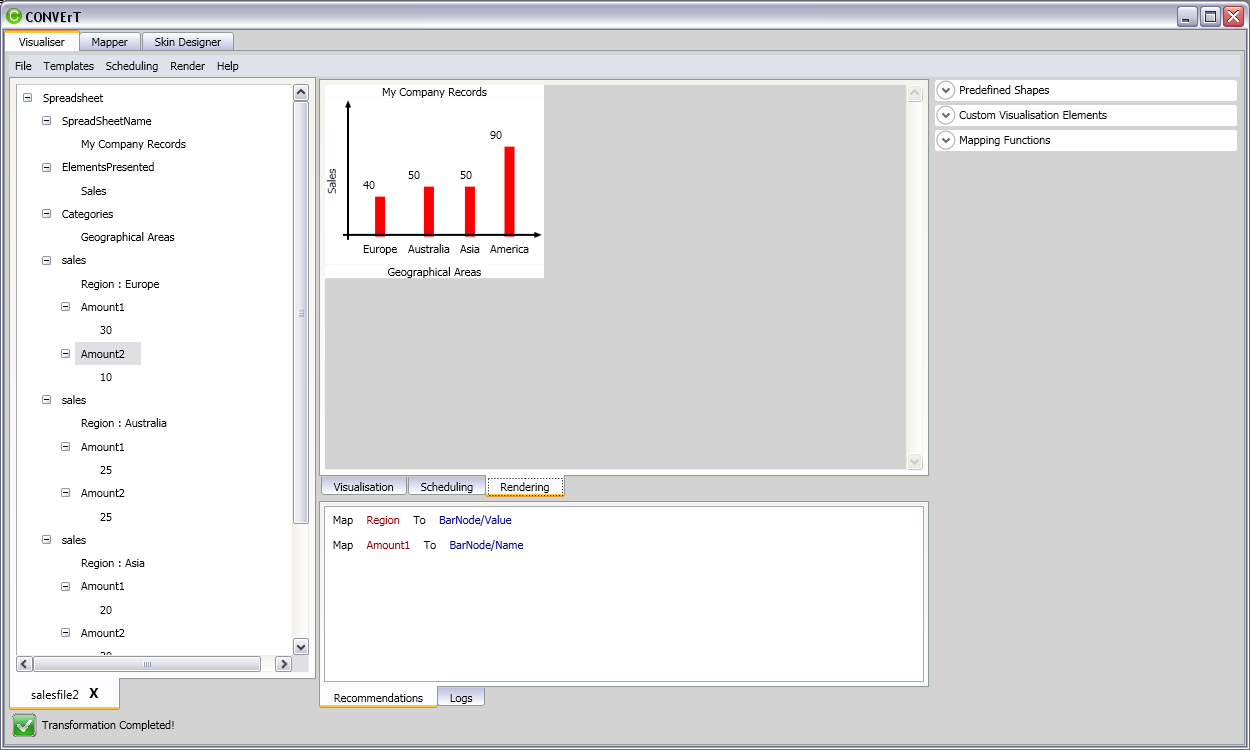 CONVErT
Visualiser Mapper Skin Designer
File Templates Scheduling Render Help
Spreadsheet
SpreadSheetName
My Company Records
ElementsPresented
Sales
Categories
Geographical Areas
sales
Region : Europe
Amount1
30
Amount2
10
sales
Region : Australia
Amount1
25
Amount2
25
sales
Region : Asia
Amount1
20
Amount2
salesfile2 X
My Company Records
Sales
40
50
50
90
Europe Australia Asia America
Geographical Areas
Visualisation Scheduling Rendering
Map Region To BarNode/Value
Map Amount1 To BarNode/Name
Recommendations Logs
Predefined Shapes
Custom Visualisation Elements
Mapping Functions
Transformation Completed!